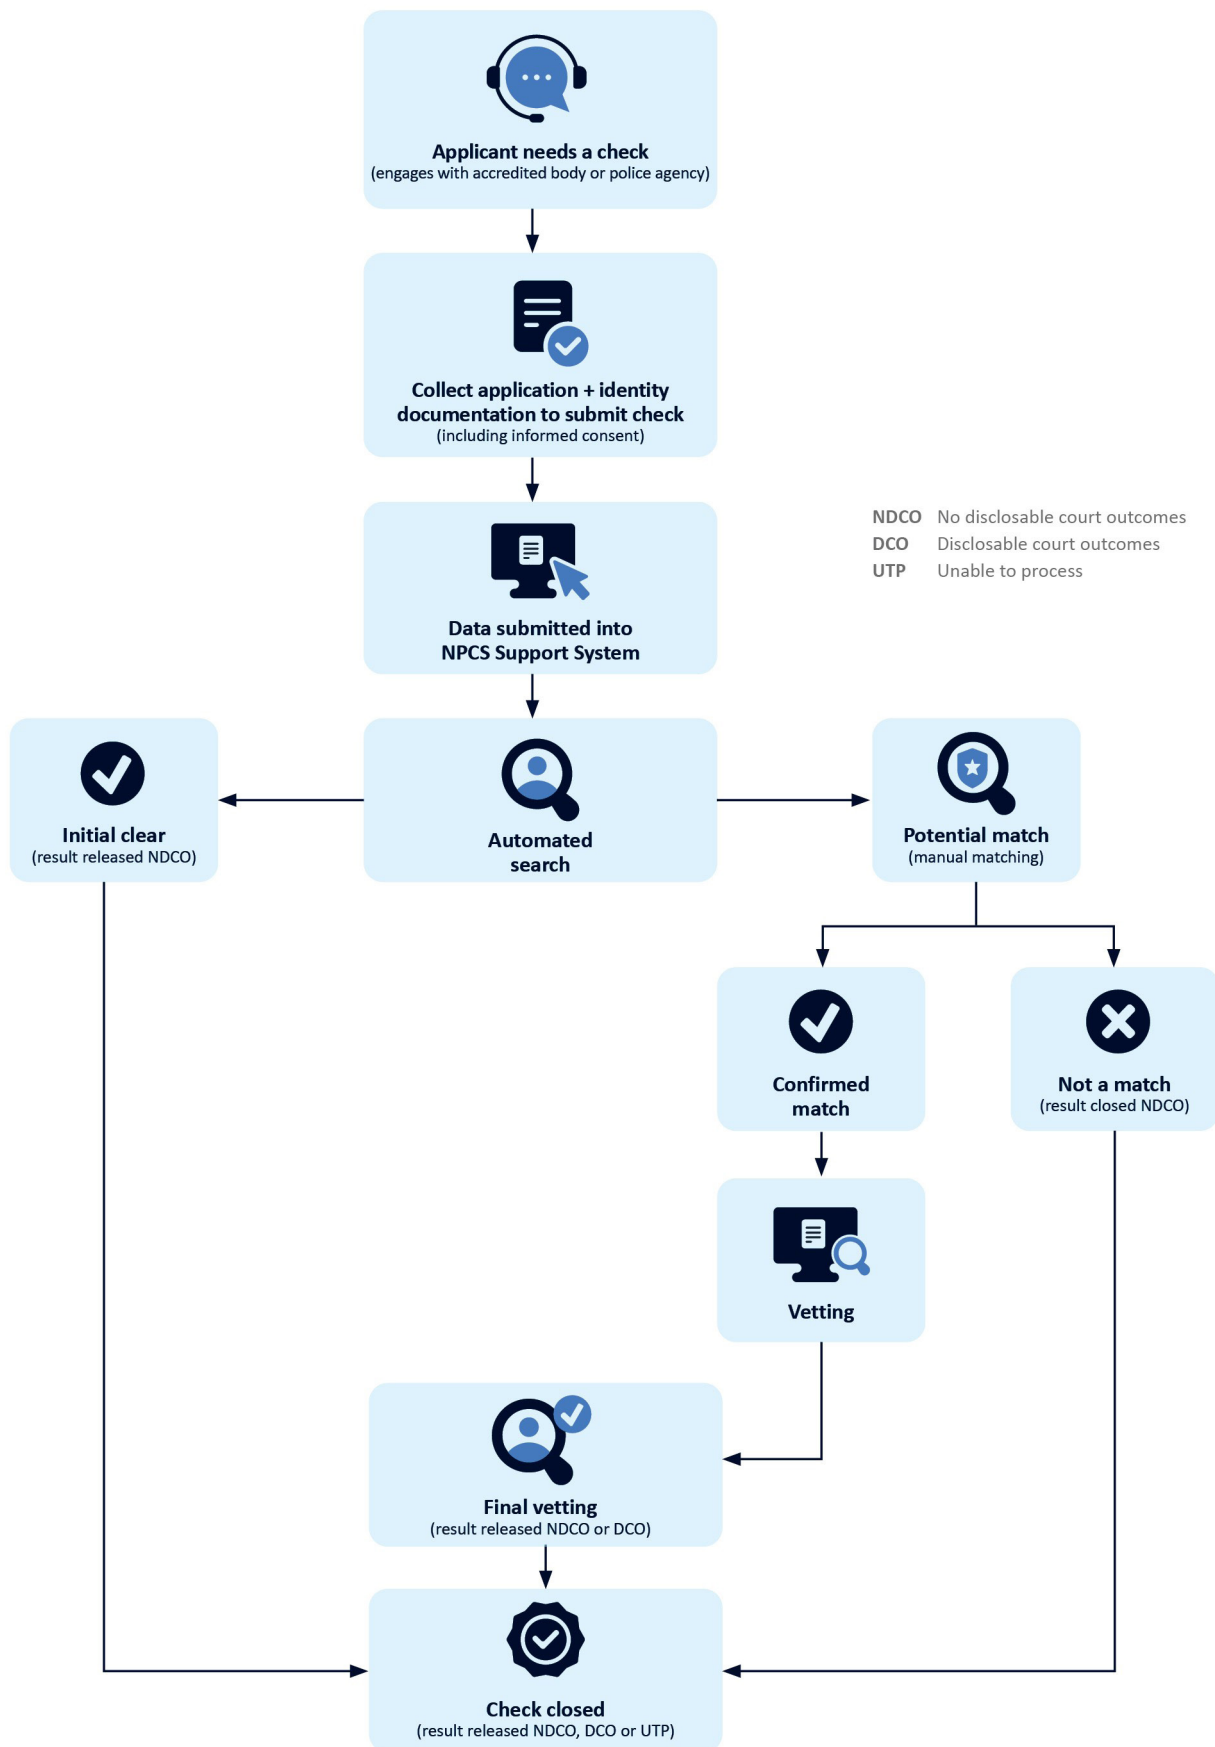 Applicant needs a check
(engages with accredited body or police agency)
Collect application + identity
documentation to submit check
(including informed consent)
NDCO No disclosable court outcomes
DCO Disclosable court outcomes
UTP Unable to process
Data submitted into
NPCS Support System
Initial clear
(result released NDCO)
Automated
search
Potential match
(manual matching)
Confirmed
match
Not a match
(result closed NDCO)
Vetting
Final vetting
(result released NDCO or DCO)
Check closed
(result released NDCO, DCO or UTP)